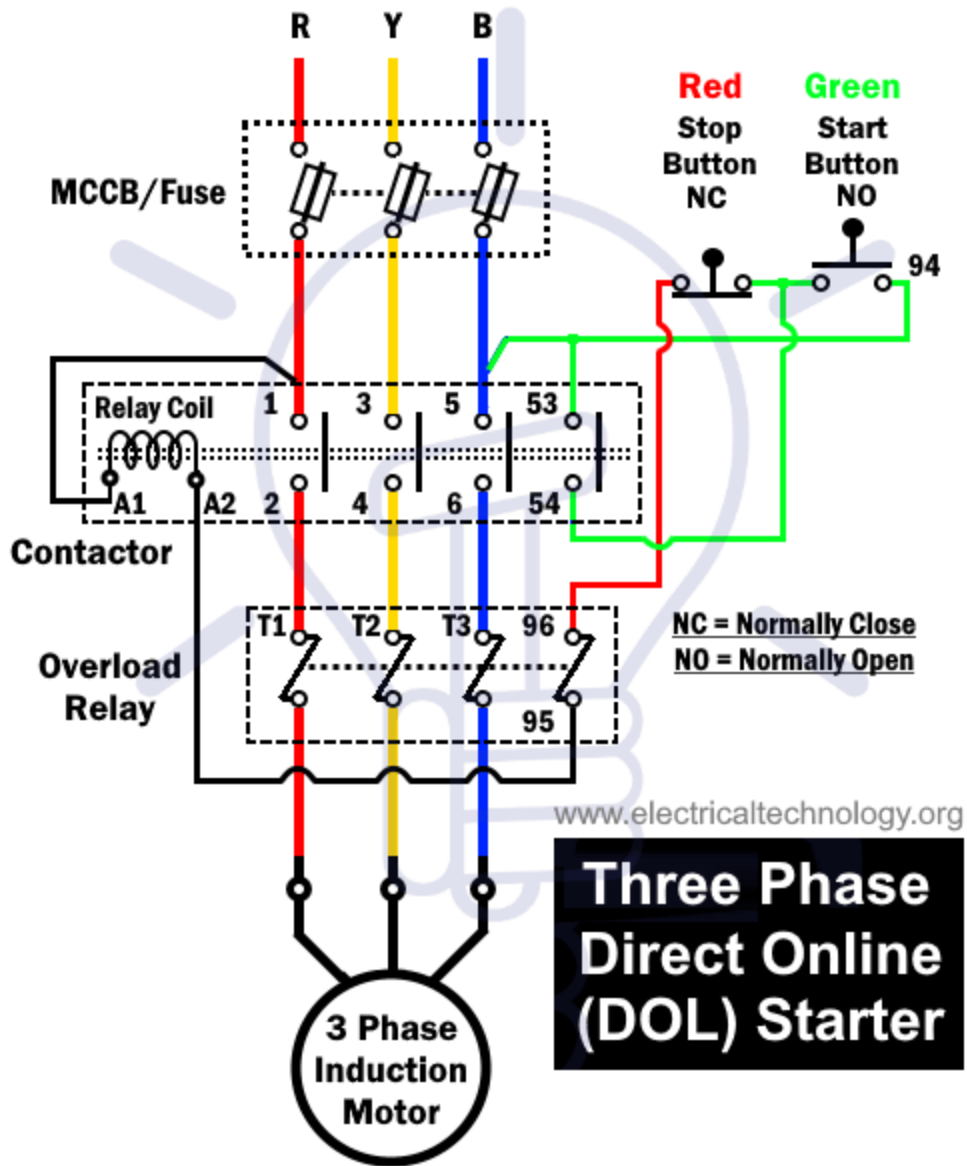 R Y B
Red Green
Stop Start
Button Button
NC NO
MCCB/Fuse
94
Relay Coil 1 3 5 53
A1 A2 2 4 6 54
Contactor
T1 T2 T3 96
NC = Normally Close
NO = Normally Open
Overload
Relay
95
www.electricaltechnology.org
Three Phase
Direct Online
(DOL) Starter
3 Phase
Induction
Motor